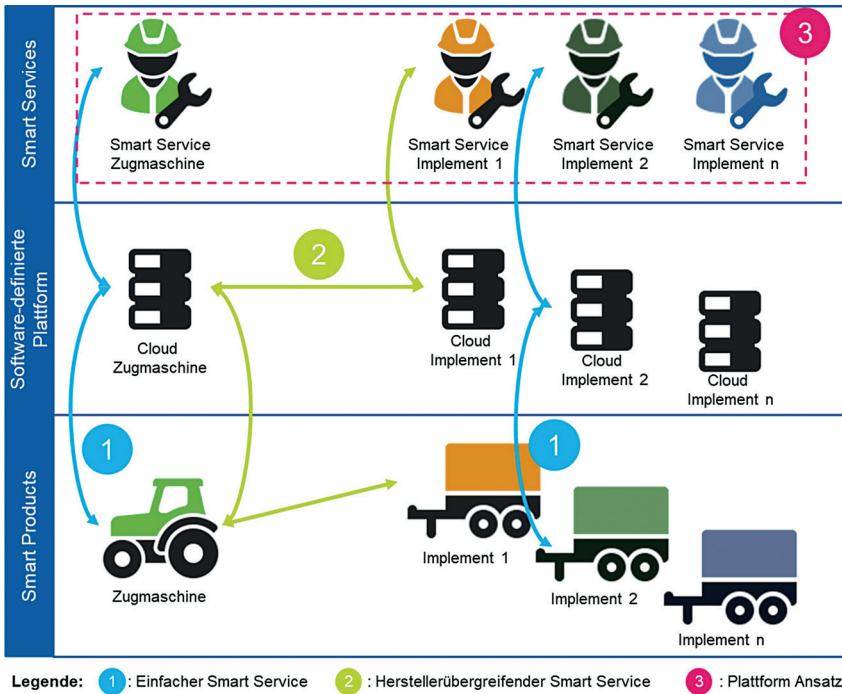 Smart Services
3
Smart Service
Zugmaschine
Smart Service
Implement 1
Smart Service
Implement 2
Smart Service
Implement n
Software-definierte
Plattform
2
Cloud
Zugmaschine
Cloud
Implement 1
Cloud
Implement 2
Cloud
Implement n
Smart Products
1
1
Zugmaschine
Implement 1
Implement 2
Implement n
Legende: 1 : Einfacher Smart Service 2 : Herstellerübergreifender Smart Service 3 : Plattform Ansatz